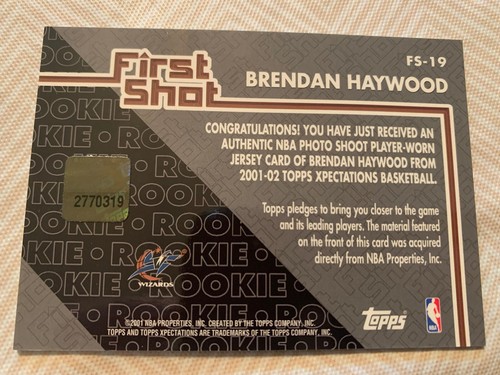 FS-19
First
Shot
BRENDAN HAYWOOD
CONGRATULATIONS! YOU HAVE JUST RECEIVED AN
AUTHENTIC NBA PHOTO SHOOT PLAYER-WORN
JERSEY CARD OF BRENDAN HAYWOOD FROM
2001-02 TOPPS XPECTATIONS BASKETBALL.
2770319
Topps pledges to bring you closer to the game
and its leading players. The material featured
on the front of this card was acquired
directly from NBA Properties, Inc.
WIZARDS
Topps
NBA
©2001 NBA PROPERTIES, INC. CREATED BY THE TOPPS COMPANY, INC.
TOPPS AND TOPPS XPECTATIONS ARE TRADEMARKS OF THE TOPPS COMPANY, INC.
ROOKIE • ROOKIE
ROOKIE • ROOKIE